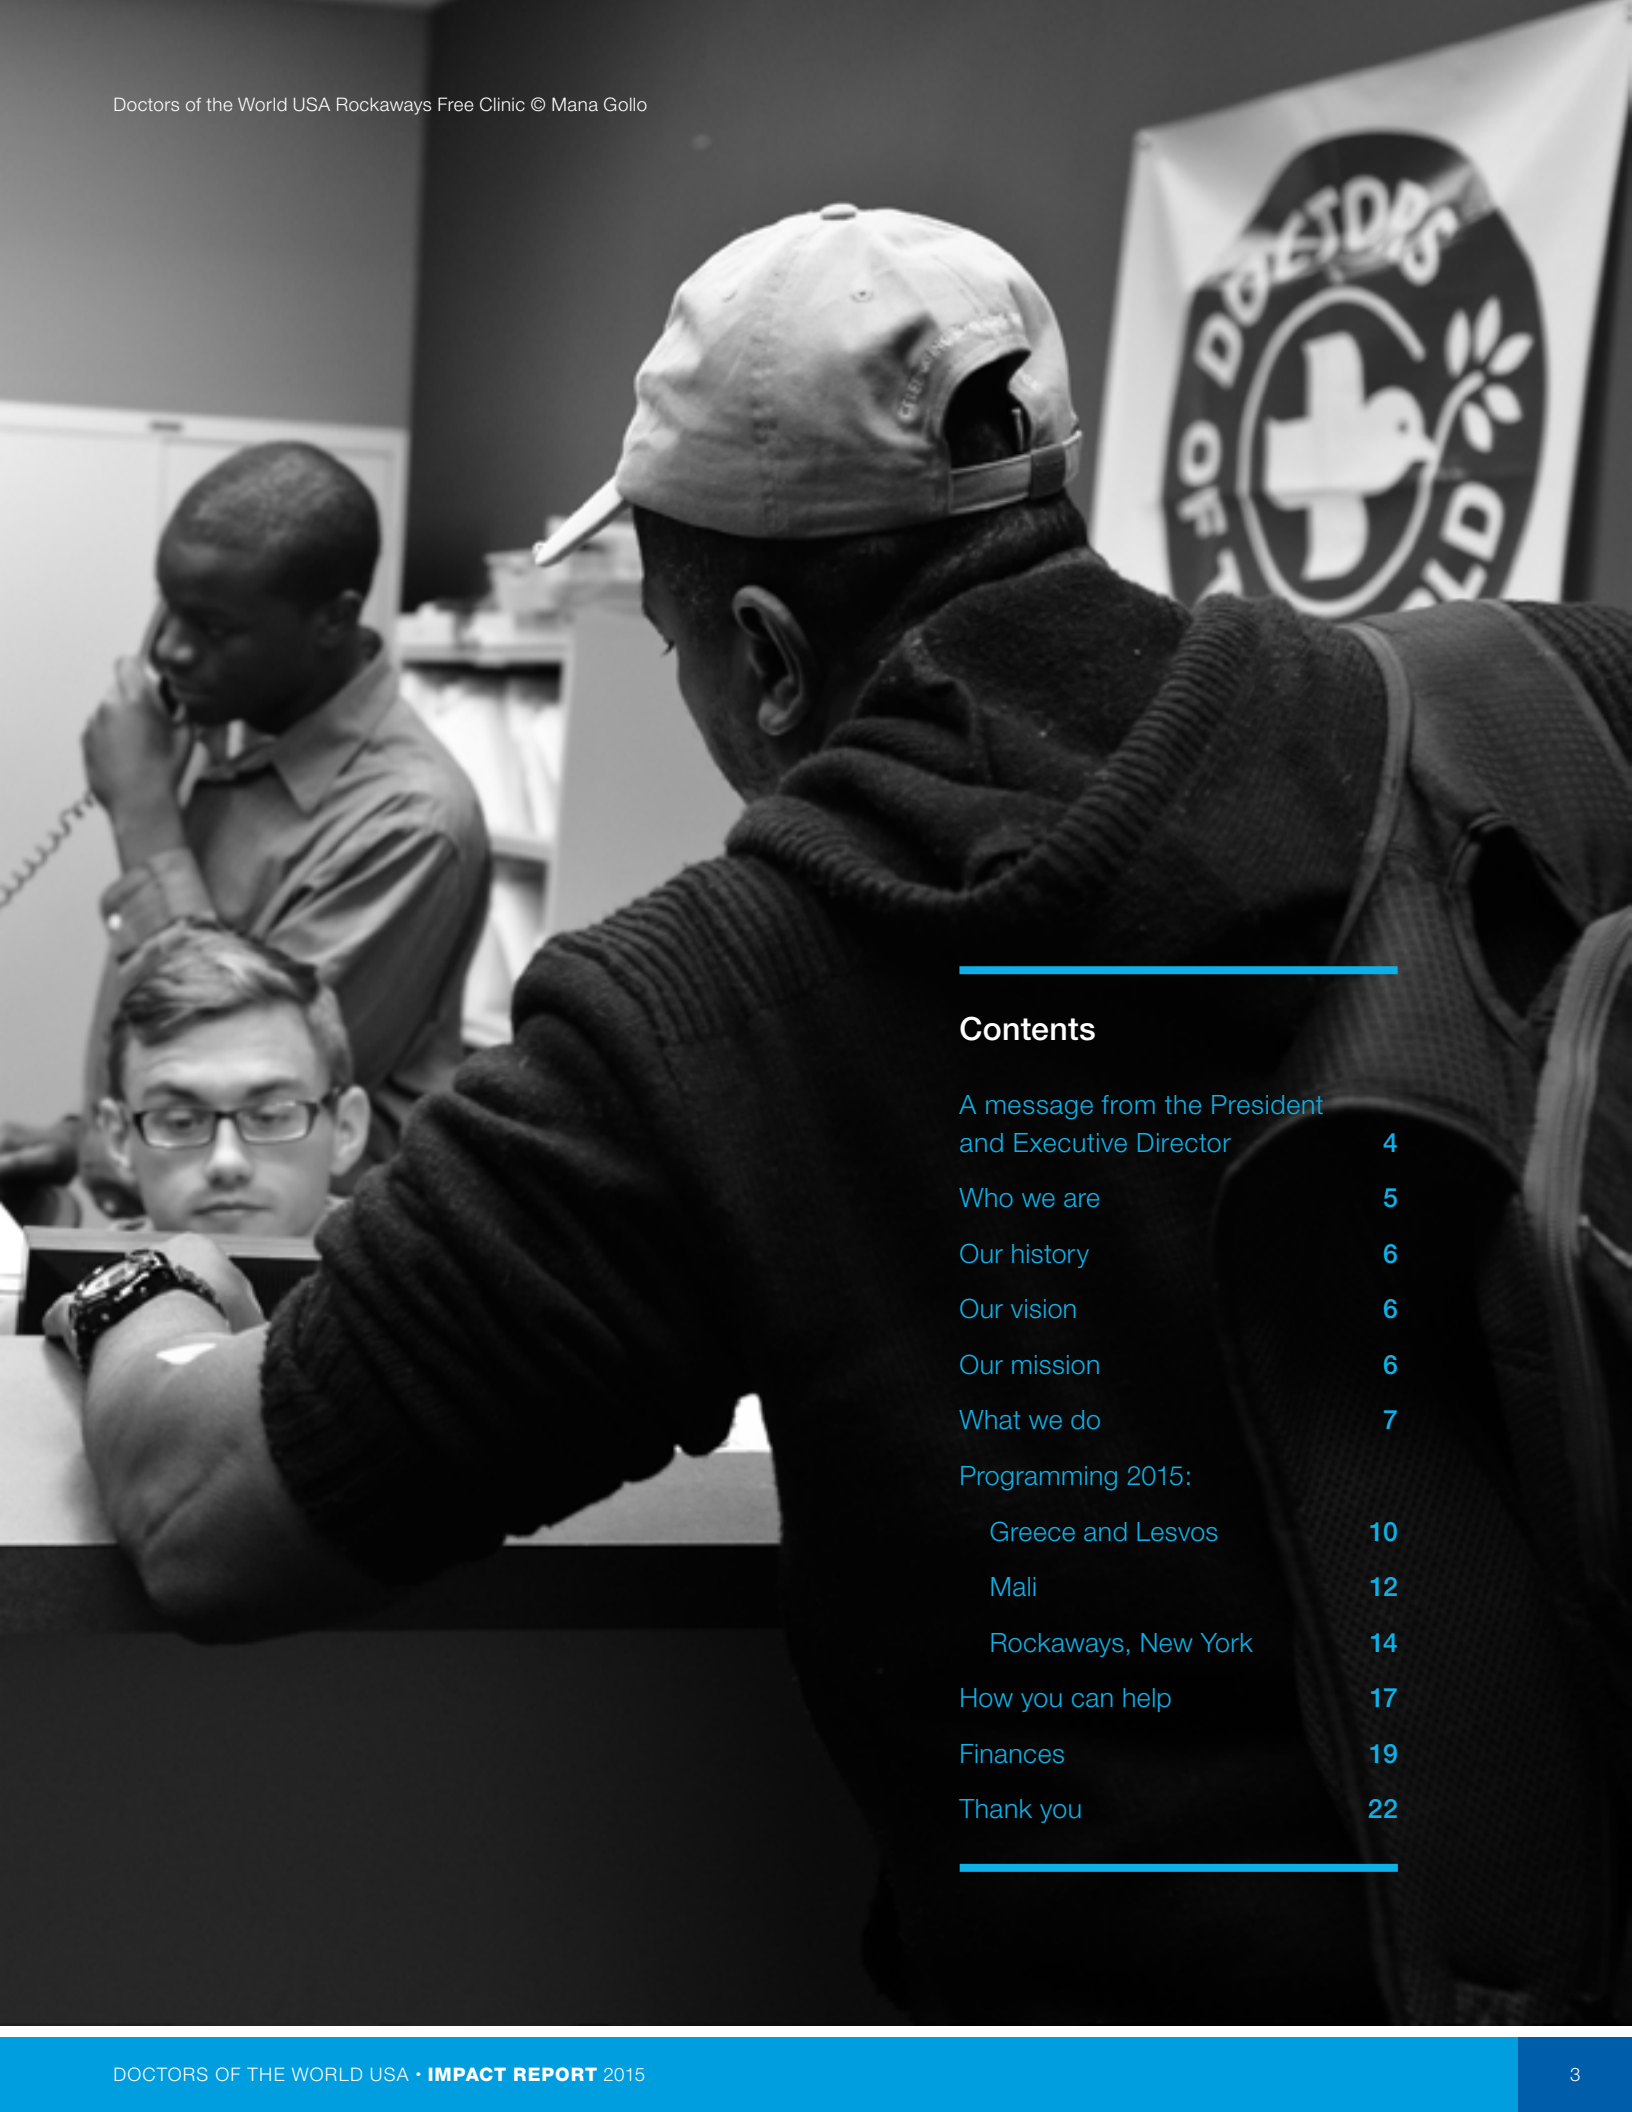 Doctors of the World USA Rockaways Free Clinic © Mana Gollo
DOCTORS
OF
Contents
A message from the President
and Executive Director 4
Who we are 5
Our history 6
Our vision 6
Our mission 6
What we do 7
Programming 2015:
Greece and Lesvos 10
Mali 12
Rockaways, New York 14
How you can help 17
Finances 19
Thank you 22
DOCTORS OF THE WORLD USA • IMPACT REPORT 2015 3